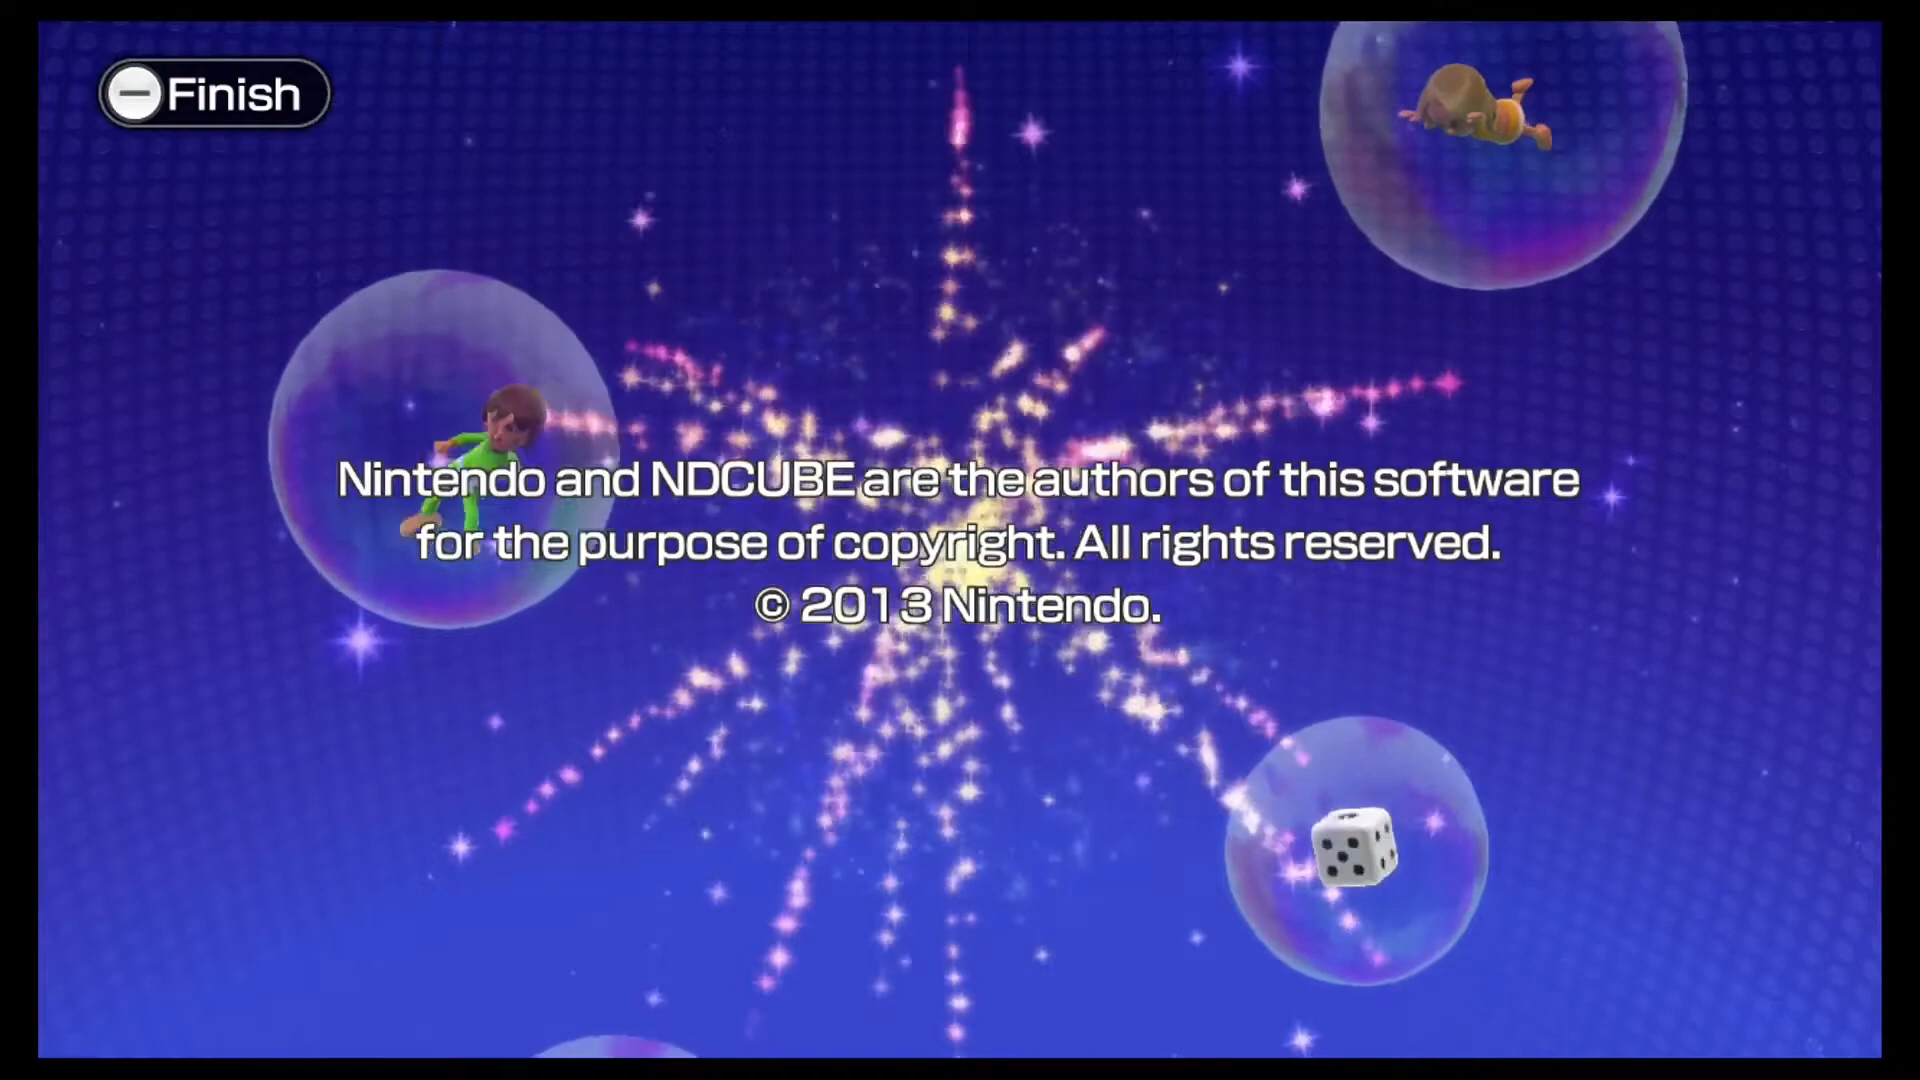 Finish
Nintendo and NDCUBE are the authors of this software
for the purpose of copyright. All rights reserved.
© 2013 Nintendo.